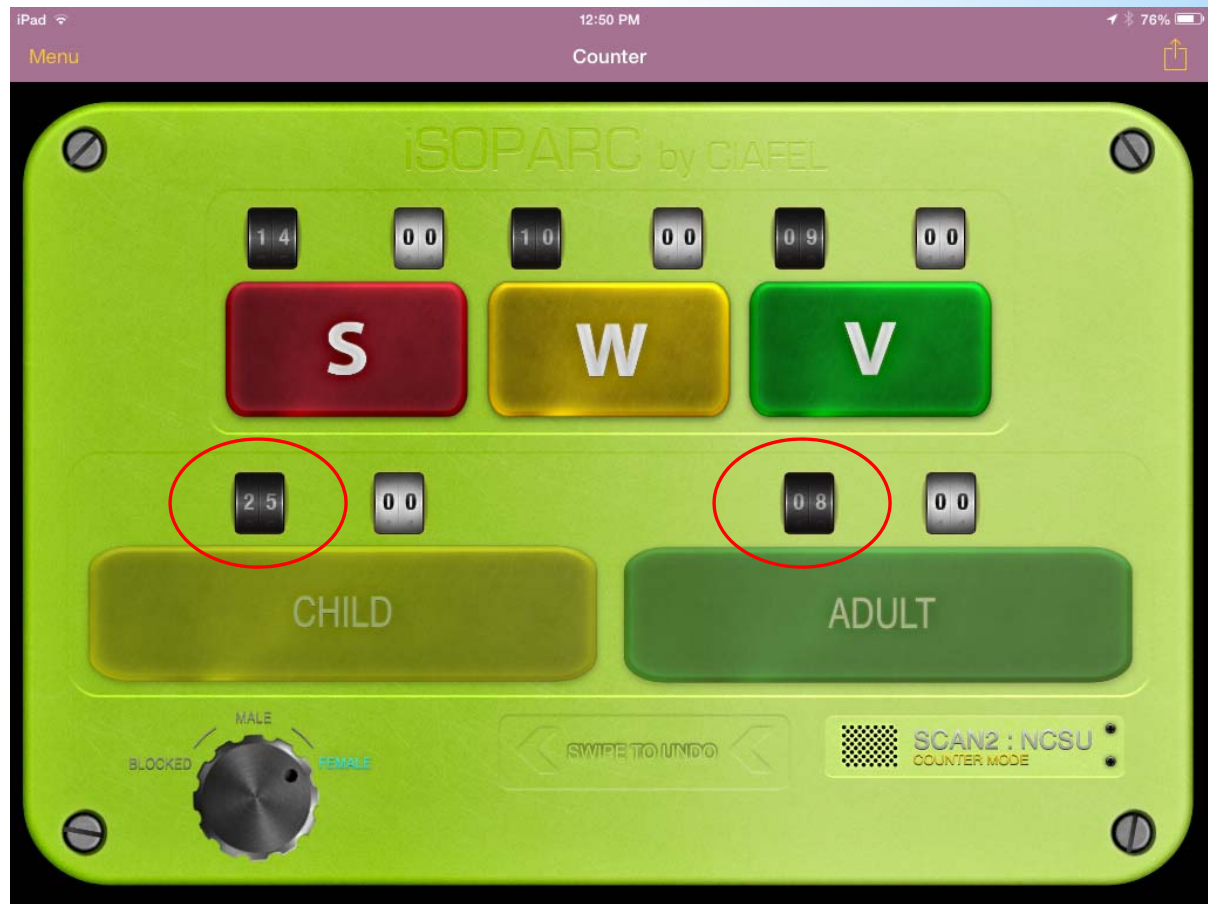 iPad 12:50 PM 76%
Menu Counter
iSOPARC by CIAFEL
14 00 10 00 09 00
S W V
25 00 08 00
CHILD ADULT
MALE
BLOCKED FEMALE
SWIPE TO UNDO
SCAN2 : NCSU
COUNTER MODE